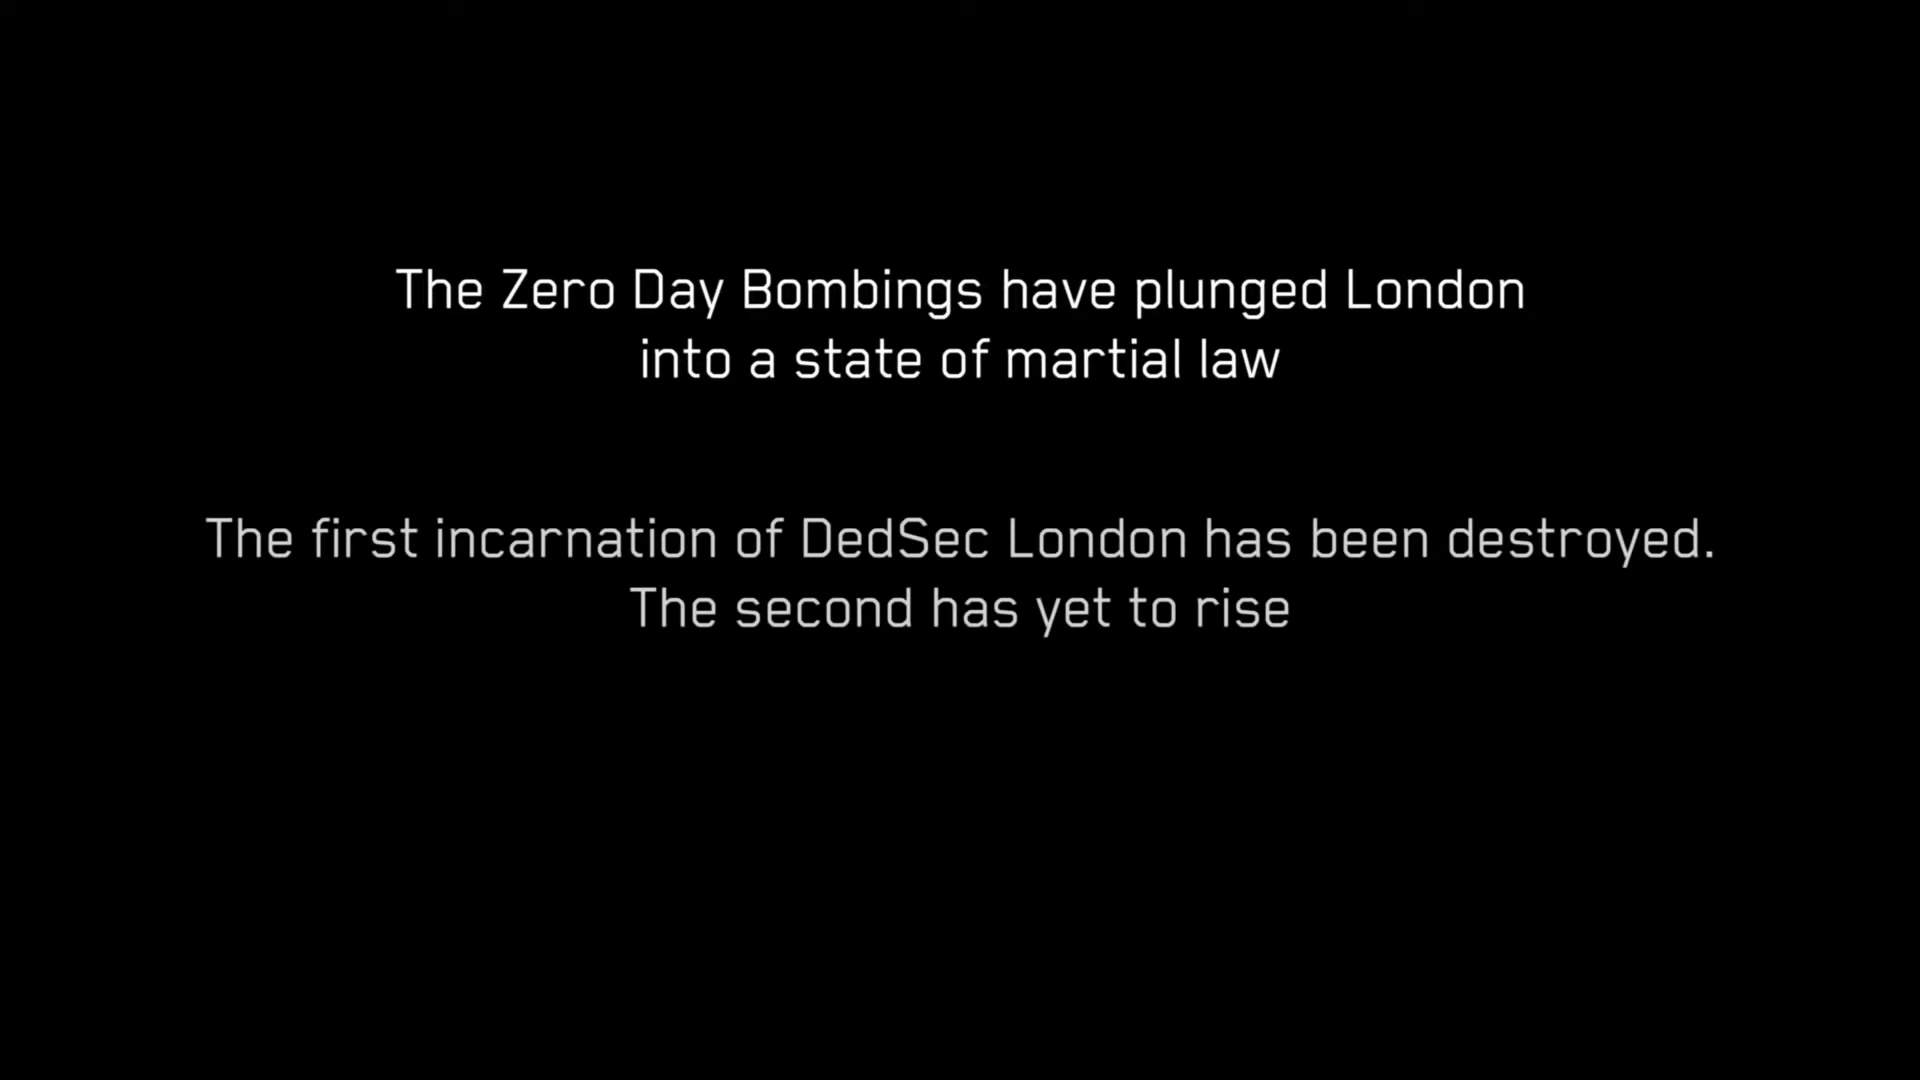 The Zero Day Bombings have plunged London
into a state of martial law
The first incarnation of DedSec London has been destroyed.
The second has yet to rise